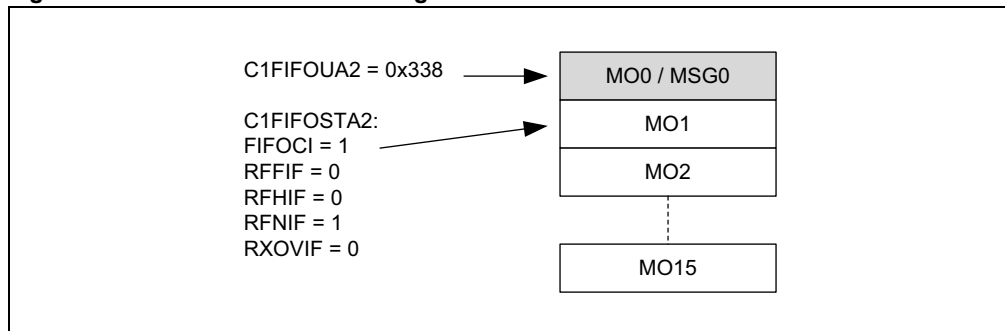 C1FIFOUA2 = 0x338
MO0 / MSG0
C1FIFOSTA2:
FIFOCI = 1
RFFIF = 0
RFHIF = 0
RFNIF = 1
RXOVIF = 0
MO1
MO2
MO15